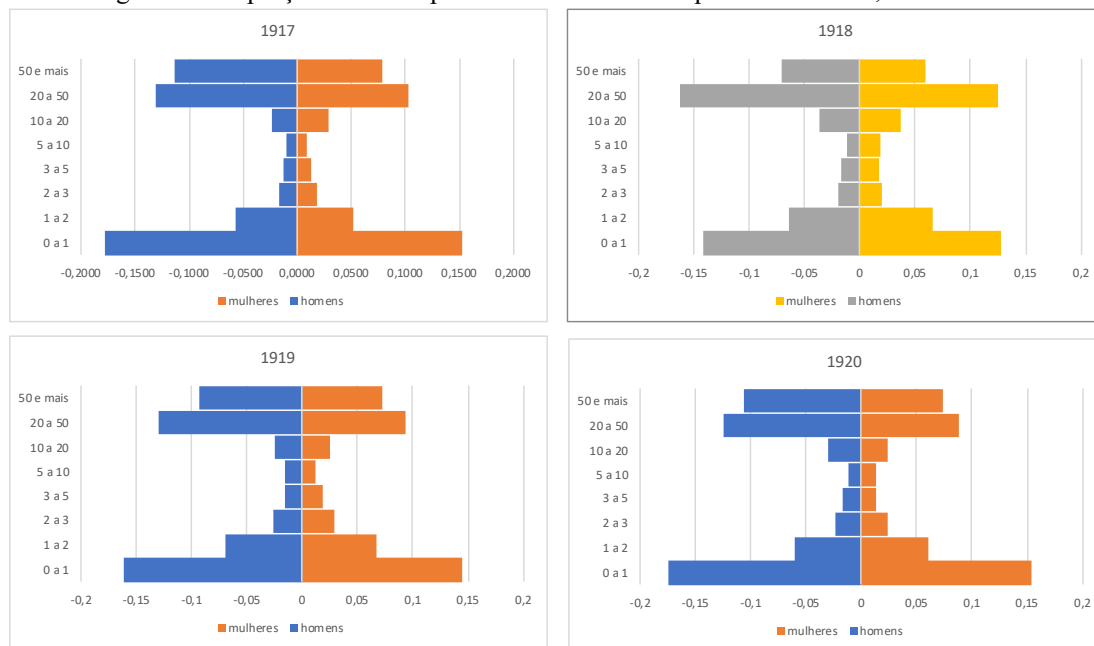 1917
50 e mais
20 a 50
10 a 20
5 a 10
3 a 5
2 a 3
1 a 2
0 a 1
-0,2000 -0,1500 -0,1000 -0,0500 0,0000 0,0500 0,1000 0,1500 0,2000
mulheres homens
1918
50 e mais
20 a 50
10 a 20
5 a 10
3 a 5
2 a 3
1 a 2
0 a 1
-0,2 -0,15 -0,1 -0,05 0 0,05 0,1 0,15 0,2
mulheres homens
1919
50 e mais
20 a 50
10 a 20
5 a 10
3 a 5
2 a 3
1 a 2
0 a 1
-0,2 -0,15 -0,1 -0,05 0 0,05 0,1 0,15 0,2
mulheres homens
1920
50 e mais
20 a 50
10 a 20
5 a 10
3 a 5
2 a 3
1 a 2
0 a 1
-0,2 -0,15 -0,1 -0,05 0 0,05 0,1 0,15 0,2
mulheres homens